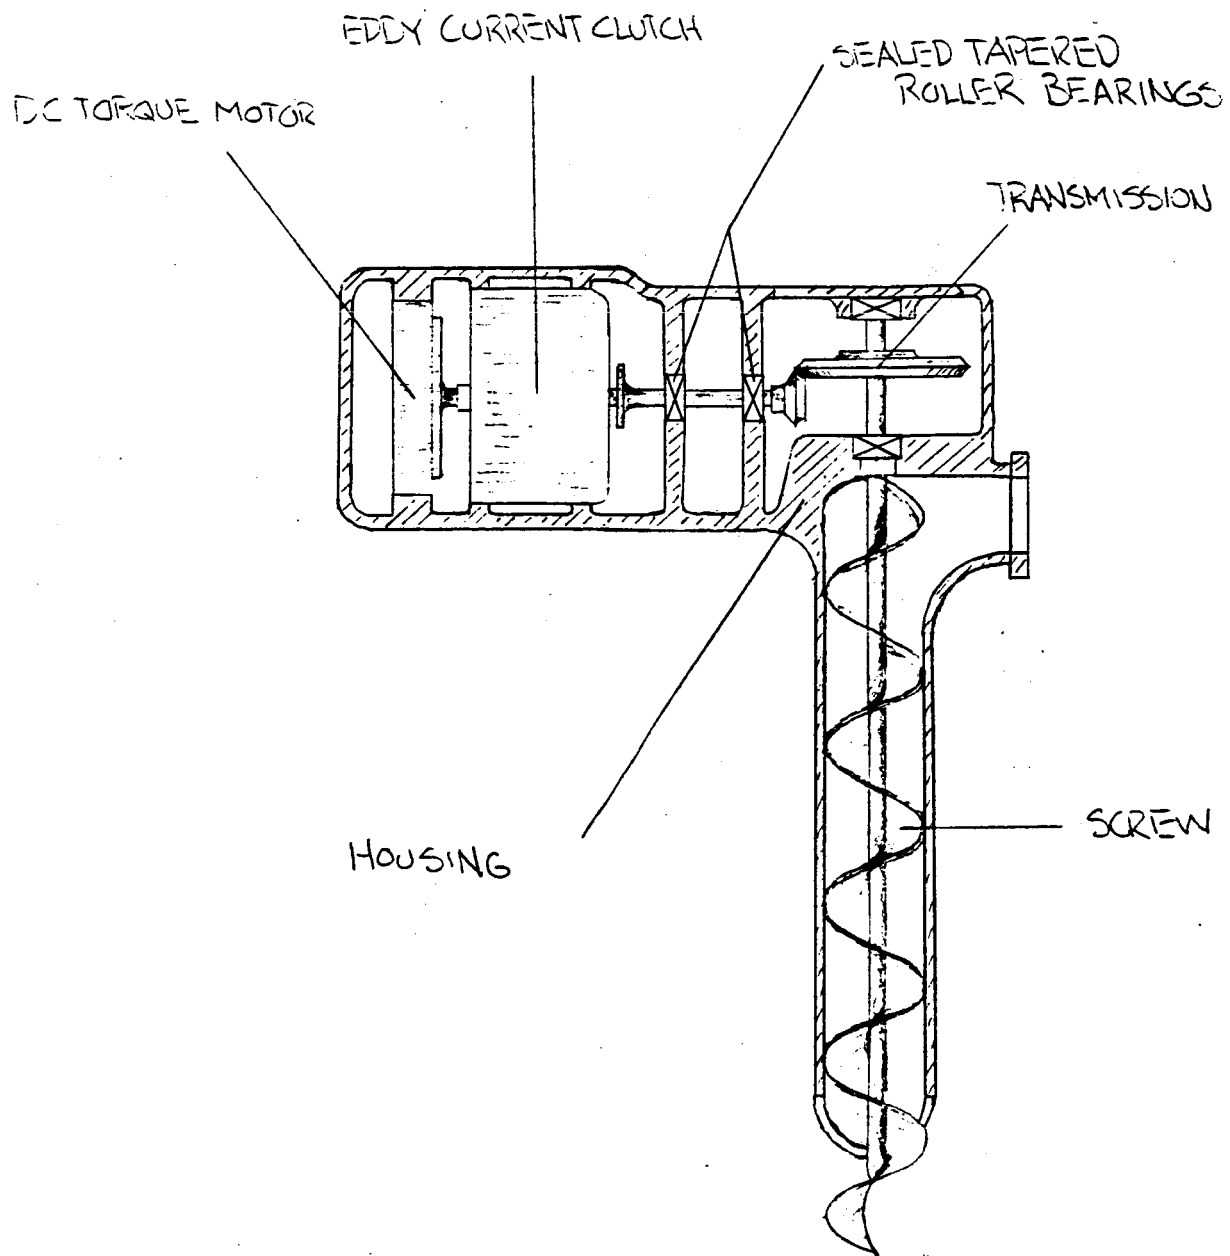 EDDY CURRENT CLUTCH
SEALED TAPERED
ROLLER BEARINGS
DC TORQUE MOTOR
TRANSMISSION
SCREW
HOUSING